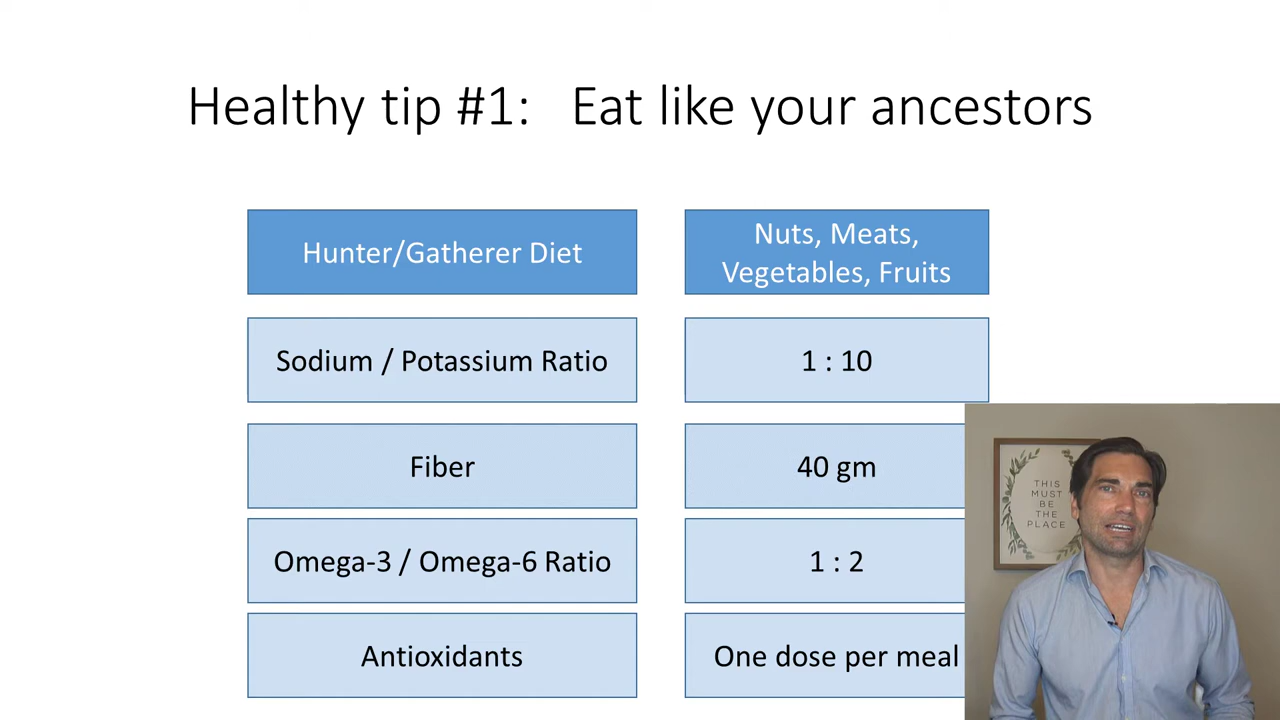 Healthy tip #1: Eat like your ancestors
Hunter/Gatherer Diet
Nuts, Meats,
Vegetables, Fruits
Sodium / Potassium Ratio
1 : 10
Fiber
40 gm
Omega-3 / Omega-6 Ratio
1 : 2
Antioxidants
One dose per meal
THIS
MUST
BE
THE
PLACE